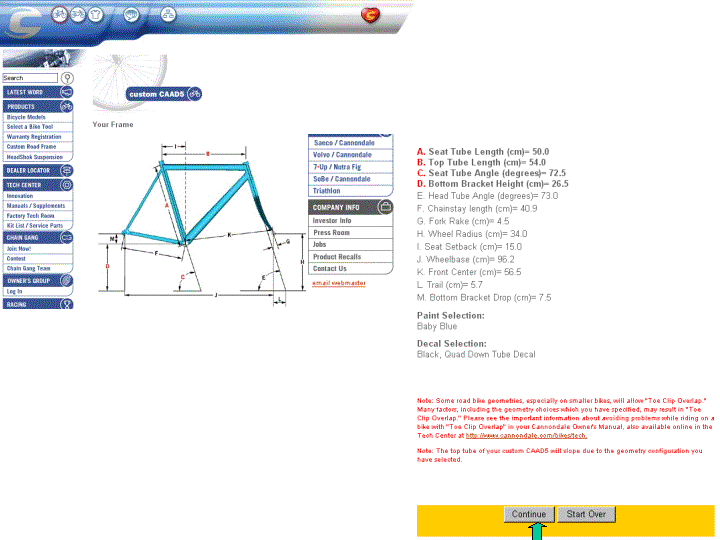 Search
LATEST WORD
PRODUCTS
Bicycle Models
Select a Bike Tool
Warranty Registration
Custom Road Frame
HeadShok Suspension
DEALER LOCATOR
TECH CENTER
Innovation
Manuals / Supplements
Factory Tech Room
Kit List / Service Parts
CHAIN GANG
Join Now!
Contest
Chain Gang Team
OWNER'S GROUP
Log In
RACING
custom CAAD5
Your Frame
I
B
A
K
M
F
D
C
E
G
H
J
L
Saeco / Cannondale
Volvo / Cannondale
7-Up / Nutra Fig
SoBe / Cannondale
Triathlon
COMPANY INFO
Investor Info
Press Room
Jobs
Product Recalls
Contact Us
email webmaster
A. Seat Tube Length (cm)= 50.0
B. Top Tube Length (cm)= 54.0
C. Seat Tube Angle (degrees)= 72.5
D. Bottom Bracket Height (cm)= 26.5
E. Head Tube Angle (degrees)= 73.0
F. Chainstay length (cm)= 40.9
G. Fork Rake (cm)= 4.5
H. Wheel Radius (cm)= 34.0
I. Seat Setback (cm)= 15.0
J. Wheelbase (cm)= 96.2
K. Front Center (cm)= 56.5
L. Trail (cm)= 5.7
M. Bottom Bracket Drop (cm)= 7.5
Paint Selection:
Baby Blue
Decal Selection:
Black, Quad Down Tube Decal
Note: Some road bike geometries, especially on smaller bikes, will allow "Toe Clip Overlap."
Many factors, including the geometry choices which you have specified, may result in "Toe
Clip Overlap." Please see the important information about avoiding problems while riding on a
bike with "Toe Clip Overlap" in your Cannondale Owner's Manual, also available online in the
Tech Center at http://www.cannondale.com/bikes/tech.
Note: The top tube of your custom CAAD5 will slope due to the geometry configuration you
have selected.
Continue
Start Over